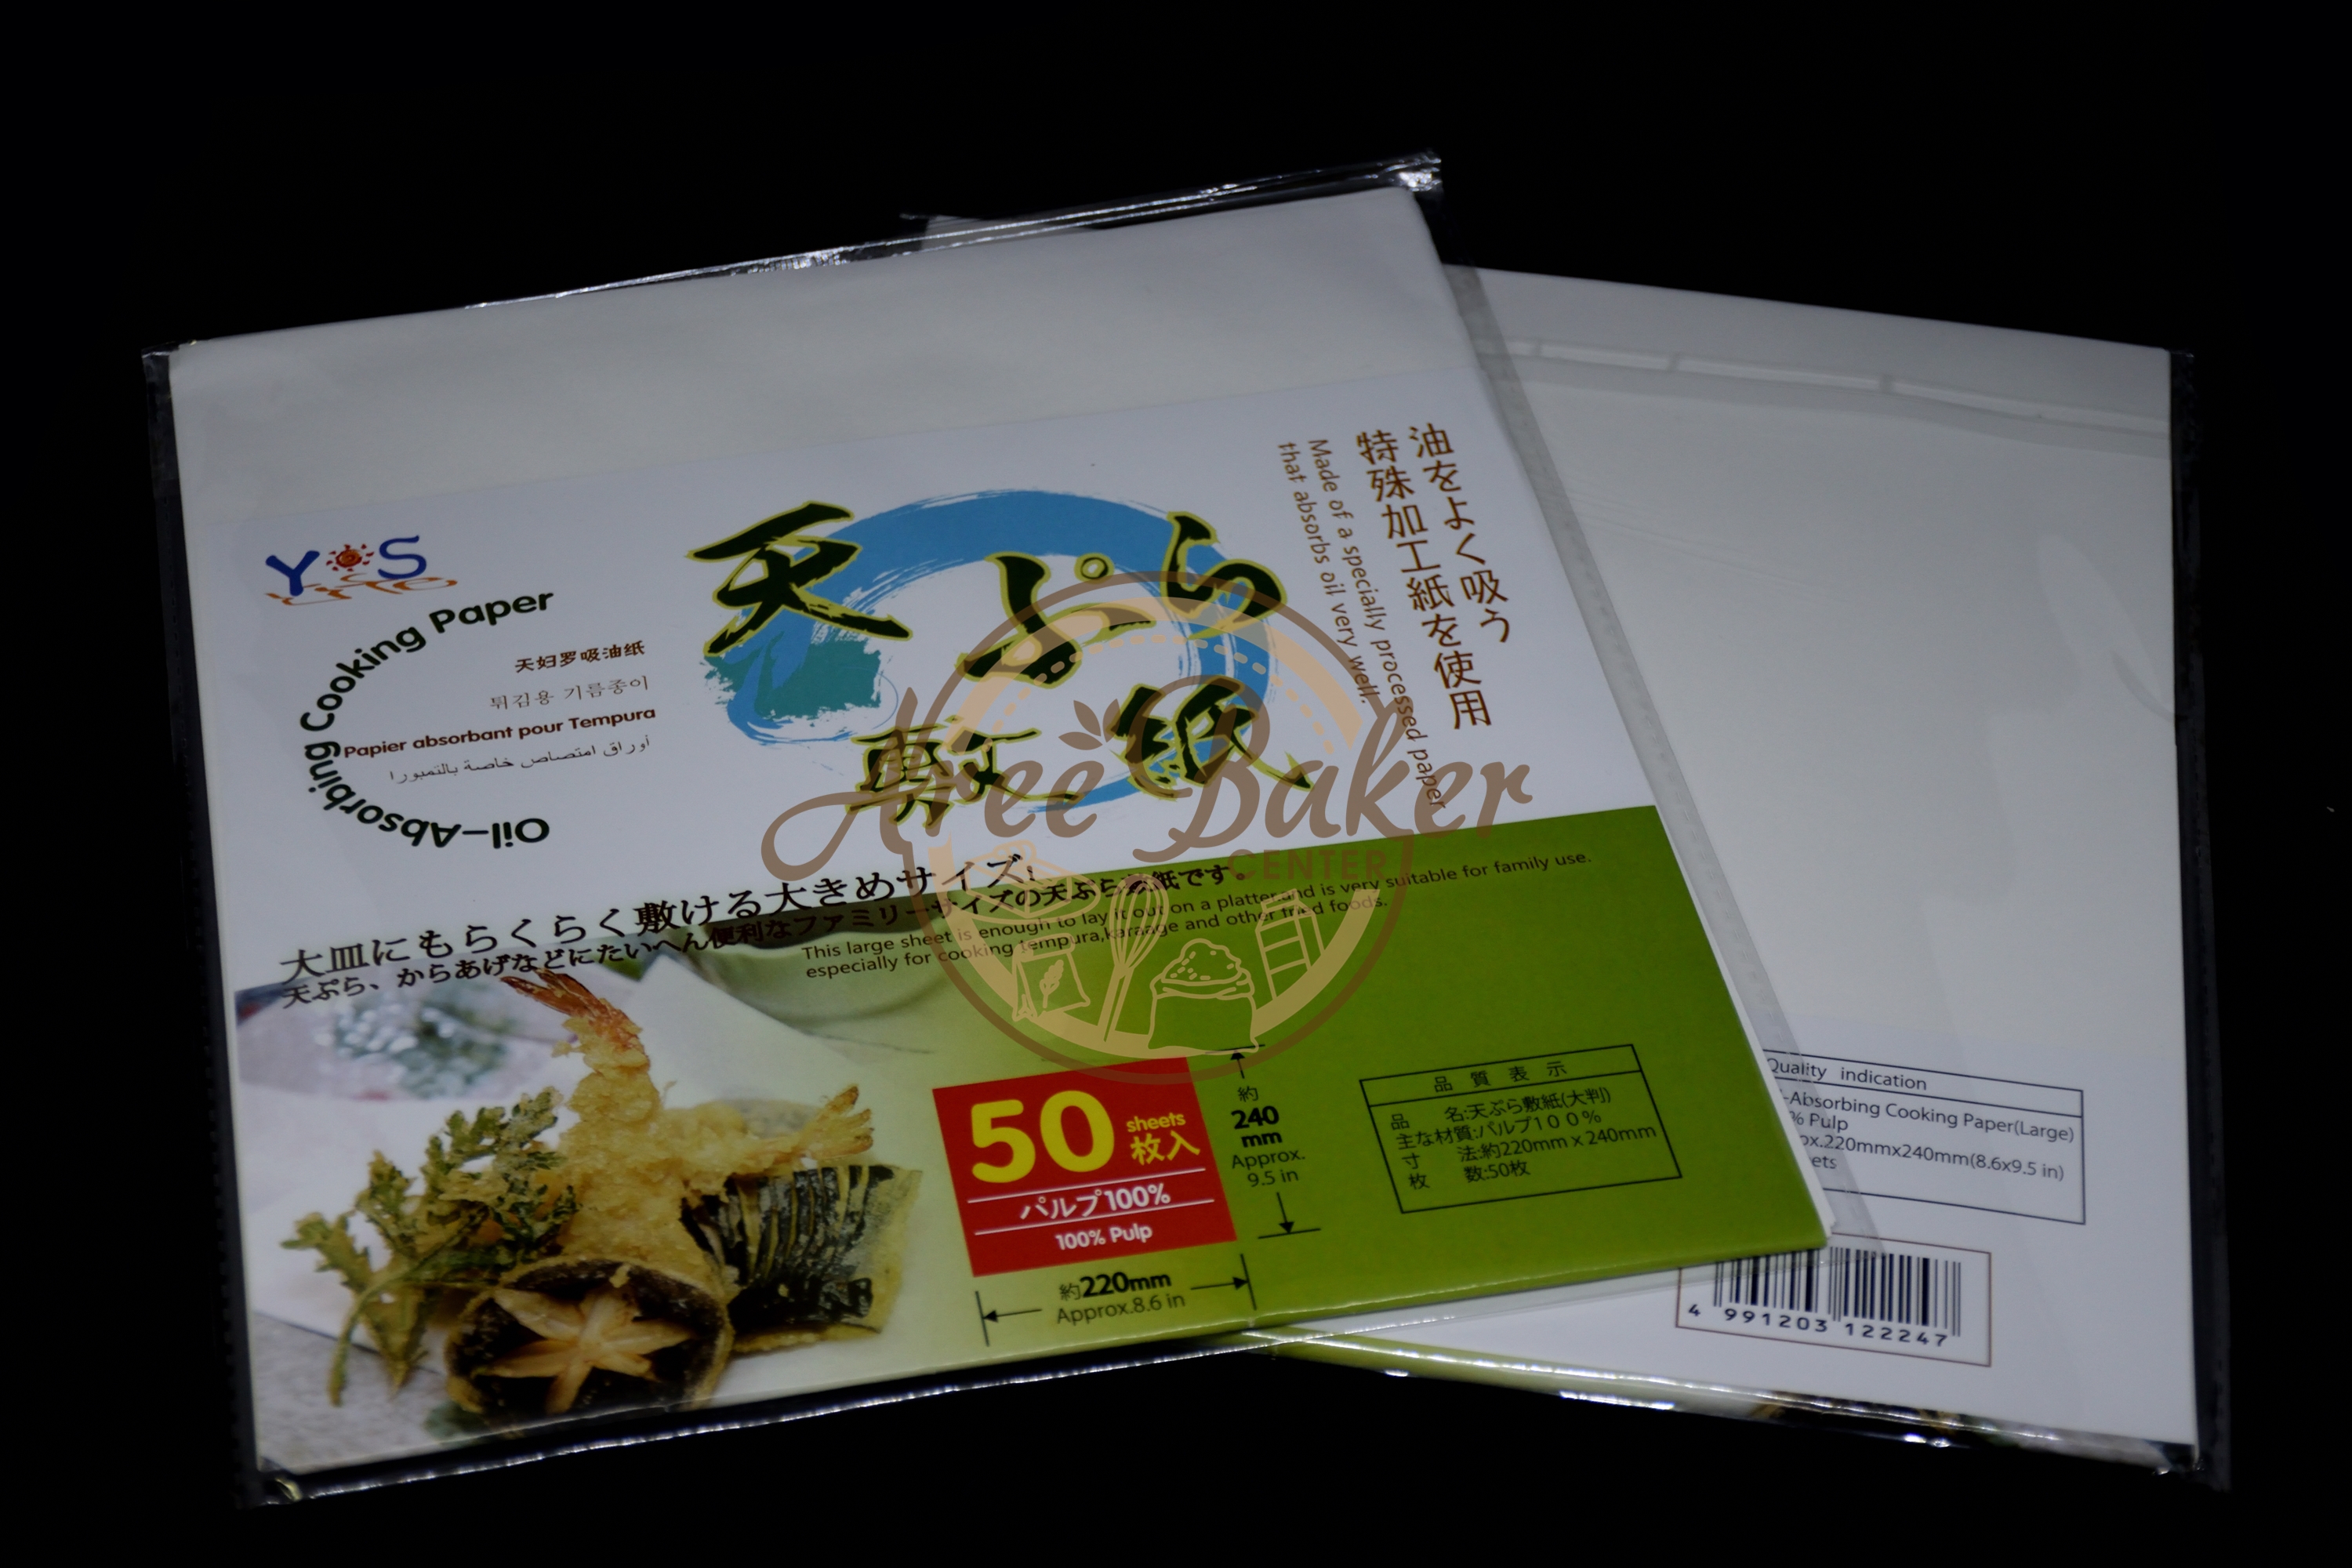 YOS
Oil-Absorbing Cooking Paper
天妇罗吸油纸
튀김용 기름종이
Papier absorbant pour Tempura
أوراق امتصاص خاصة بالتمبورا
天ぷら
敷紙
油をよく吸う
特殊加工紙を使用
Made of a specially processed paper
that absorbs oil very well.
Aree Baker
CENTER
大皿にもらくらく敷ける大きめサイズ!
天ぷら、からあげなどにたいへん便利なファミリーサイズの天ぷら敷紙です。
This large sheet is enough to lay it out on a platter and is very suitable for family use.
especially for cooking tempura,karaage and other fried foods.
50 sheets
枚入
パルプ100%
100% Pulp
約
240
mm
Approx.
9.5 in
約220mm
Approx.8.6 in
品 質 表 示
品 名:天ぷら敷紙(大判)
主な材質:パルプ100%
寸 法:約220mm x 240mm
枚 数:50枚
Quality indication
-Absorbing Cooking Paper(Large)
% Pulp
ox.220mmx240mm(8.6x9.5 in)
ets
4 991203 122247